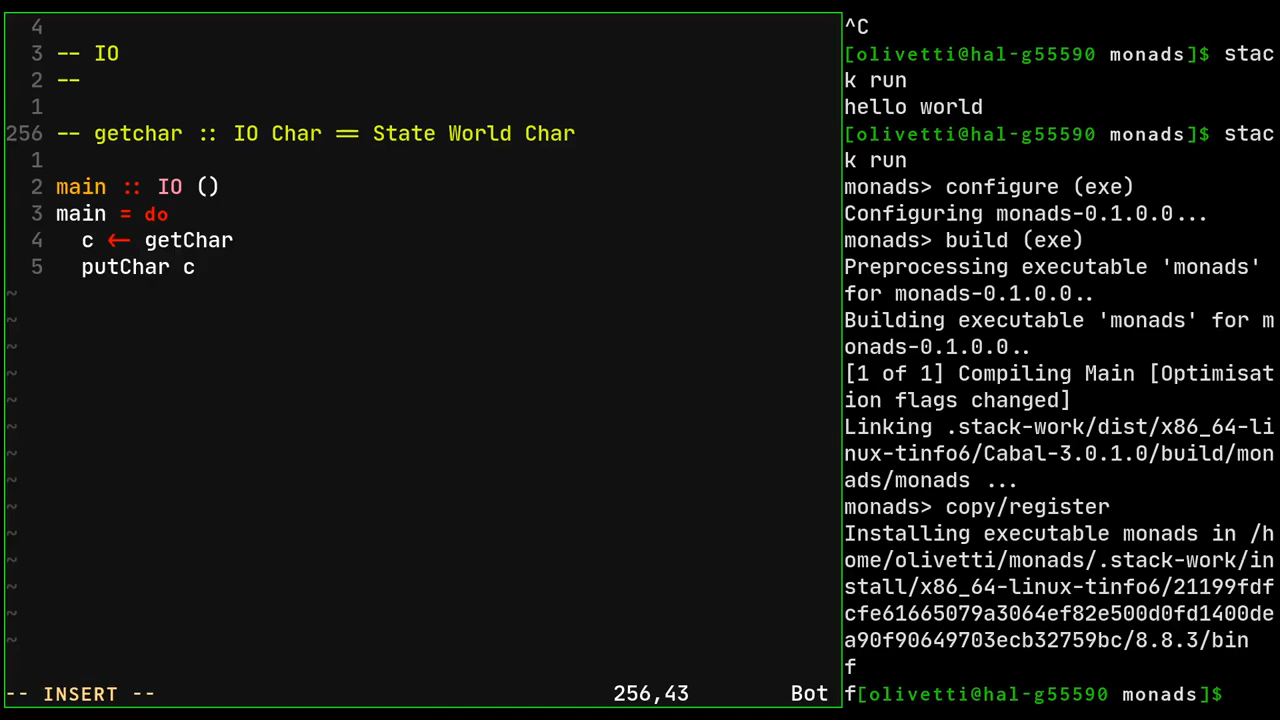 4
3 -- IO
2 --
1
256 -- getchar :: IO Char == State World Char
1
2 main :: IO ()
3 main = do
4   c <- getChar
5   putChar c
~
~
~
~
~
~
~
~
~
~
~
~
~
~
-- INSERT -- 256,43 Bot
^C
[olivetti@hal-g55590 monads]$ stac
k run
hello world
[olivetti@hal-g55590 monads]$ stac
k run
monads> configure (exe)
Configuring monads-0.1.0.0...
monads> build (exe)
Preprocessing executable 'monads'
for monads-0.1.0.0..
Building executable 'monads' for m
onads-0.1.0.0..
[1 of 1] Compiling Main [Optimisat
ion flags changed]
Linking .stack-work/dist/x86_64-li
nux-tinfo6/Cabal-3.0.1.0/build/mon
ads/monads ...
monads> copy/register
Installing executable monads in /h
ome/olivetti/monads/.stack-work/in
stall/x86_64-linux-tinfo6/21199fdf
cfe61665079a3064ef82e500d0fd1400de
a90f90649703ecb32759bc/8.8.3/bin
f
f[olivetti@hal-g55590 monads]$